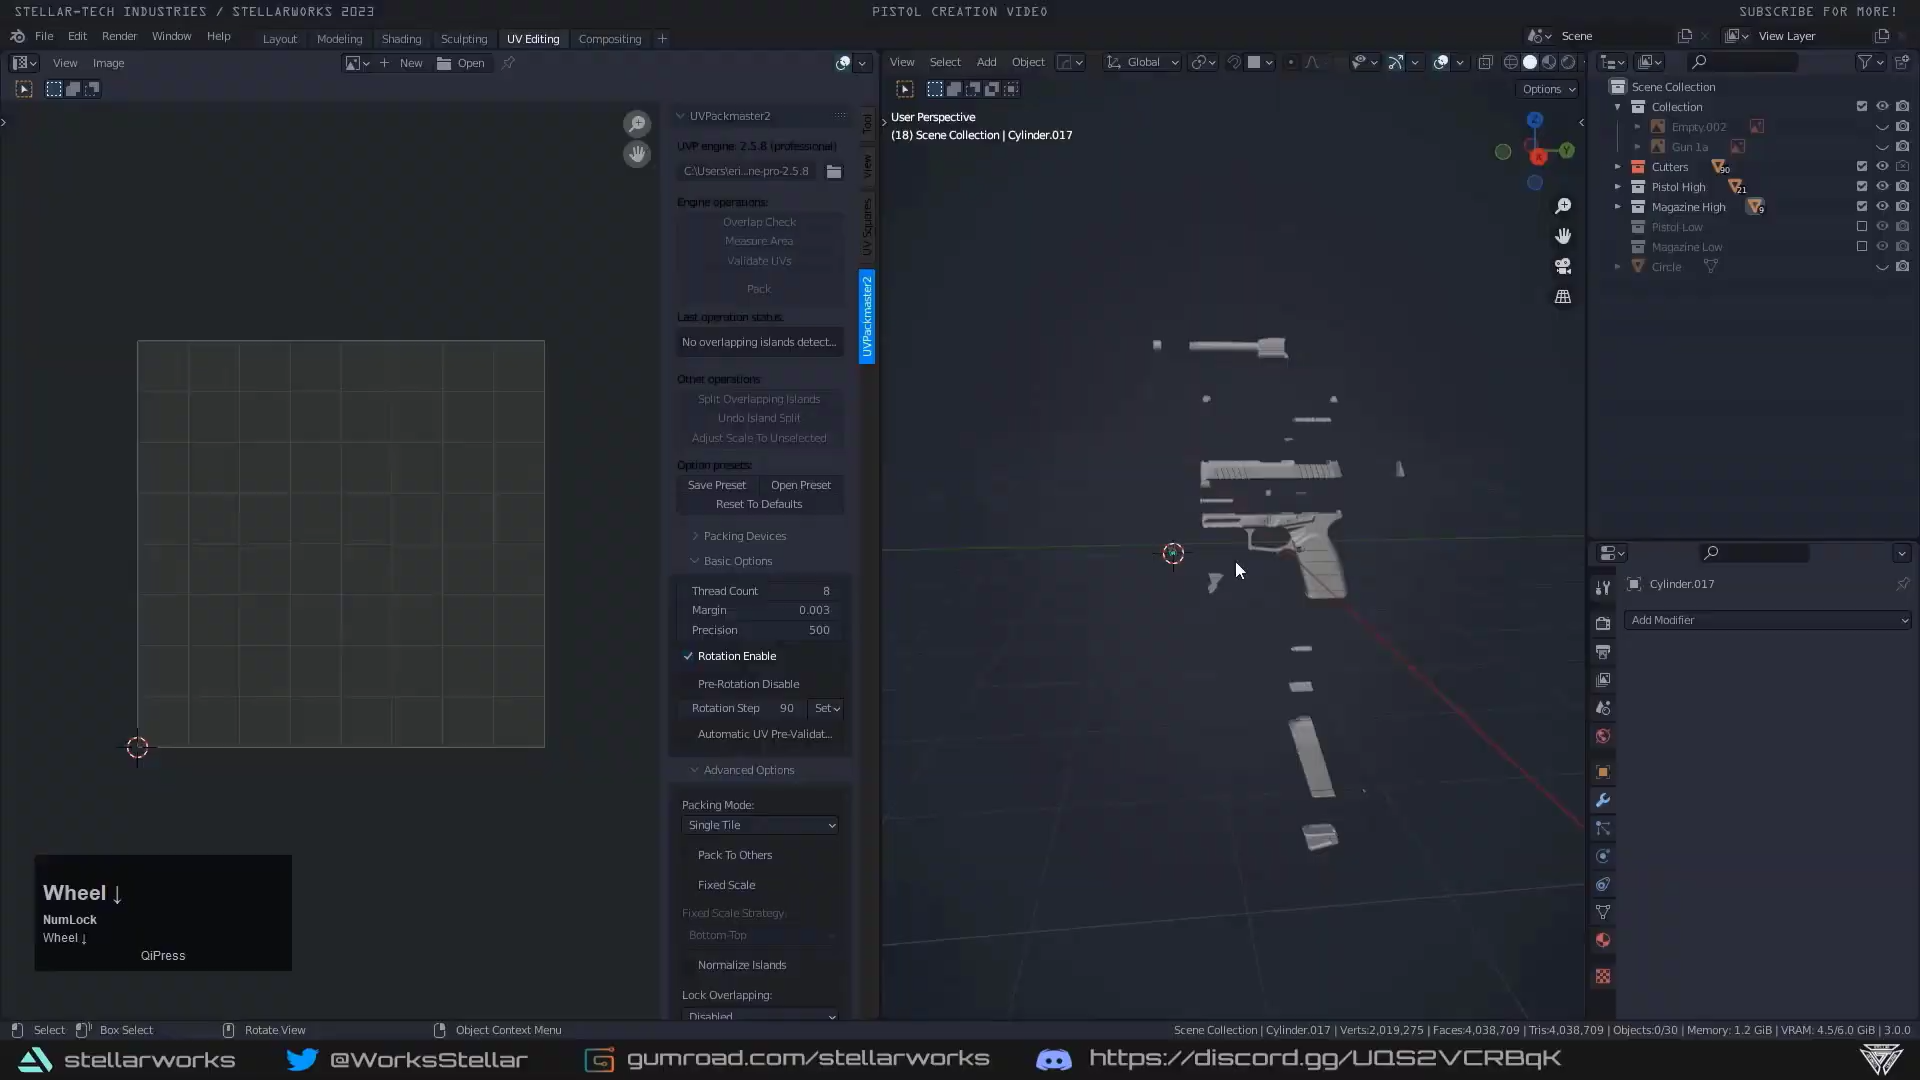 STELLAR-TECH INDUSTRIES / STELLARWORKS 2023
PISTOL CREATION VIDEO
SUBSCRIBE FOR MORE!
File Edit Render Window Help
Layout Modeling Shading Sculpting UV Editing Compositing +
Scene
View Layer
View Image
New Open
View Select Add Object
Global
Options
User Perspective
(18) Scene Collection | Cylinder.017
UVPackmaster2
UVP engine: 2.5.8 (professional)
C:\Users\eri...ne-pro-2.5.8
Engine operations:
Overlap Check
Measure Area
Validate UVs
Pack
Last operation status:
No overlapping islands detect...
Other operations:
Split Overlapping Islands
Undo Island Split
Adjust Scale To Unselected
Option presets:
Save Preset Open Preset
Reset To Defaults
Packing Devices
Basic Options
Thread Count 8
Margin 0.003
Precision 500
Rotation Enable
Pre-Rotation Disable
Rotation Step 90 Set
Automatic UV Pre-Validat...
Advanced Options
Packing Mode:
Single Tile
Pack To Others
Fixed Scale
Fixed Scale Strategy:
Bottom-Top
Normalize Islands
Lock Overlapping:
Disabled
Tool
View
UV Squares
UVPackmaster2
Z
Y
X
Scene Collection
Collection
Empty.002
Gun 1a
Cutters 90
Pistol High 21
Magazine High 9
Pistol Low
Magazine Low
Circle
Cylinder.017
Add Modifier
Wheel ↓
NumLock
Wheel ↓
QiPress
Select Box Select Rotate View Object Context Menu
Scene Collection | Cylinder.017 | Verts:2,019,275 | Faces:4,038,709 | Tris:4,038,709 | Objects:0/30 | Memory: 1.2 GiB | VRAM: 4.5/6.0 GiB | 3.0.0
stellarworks
@WorksStellar
gumroad.com/stellarworks
https://discord.gg/UQS2VCRBqK